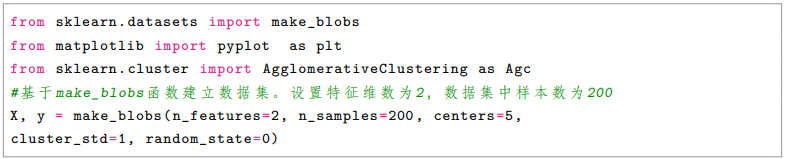 from sklearn.datasets import make_blobs
from matplotlib import pyplot  as plt
from sklearn.cluster import AgglomerativeClustering as Agc
#基于make_blobs函数建立数据集。设置特征维数为2, 数据集中样本数为200
X, y = make_blobs(n_features=2, n_samples=200, centers=5,
cluster_std=1, random_state=0)